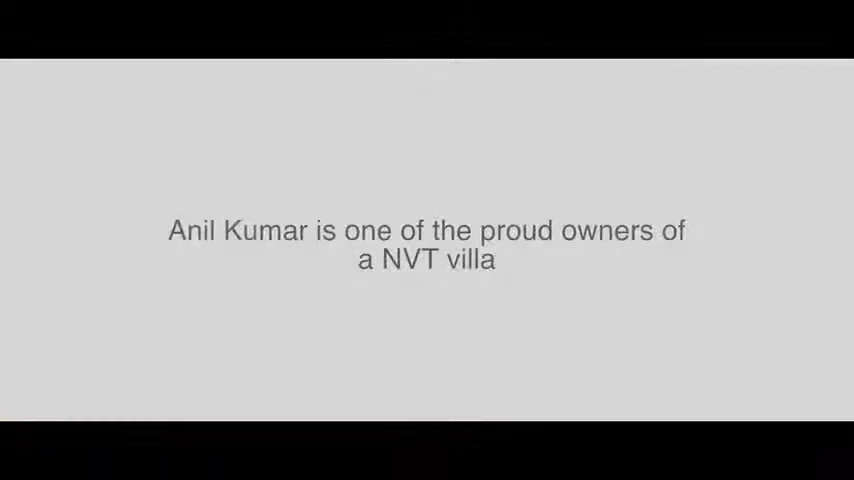 Anil Kumar is one of the proud owners of
a NVT villa